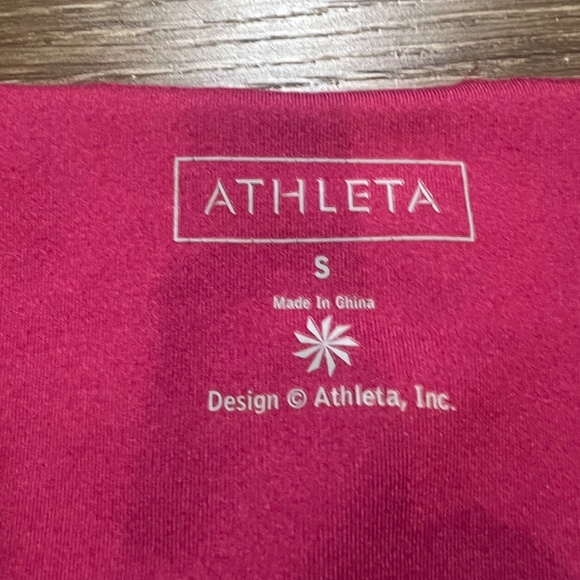 ATHLETA
S
Made In China
Design © Athleta, Inc.